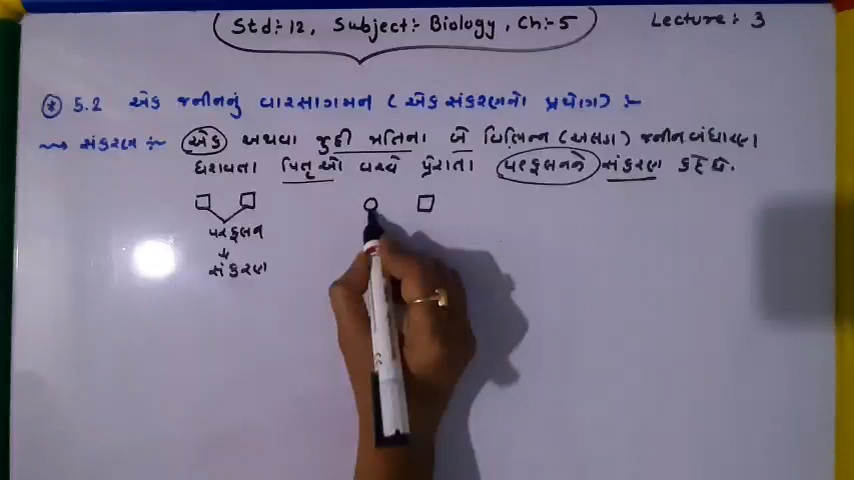 Std:- 12, Subject:- Biology, Ch:- 5
Lecture:- 3
* 5.2 એક જનીનનું વારસાગમન (એક સંકરણનો પ્રયોગ) :-
સંકરણ :- એક અથવા જુદી જાતિના બે વિભિન્ન (અલગ) જનીન બંધારણ
ધરાવતા પિતૃઓ વચ્ચે પ્રેરાતા પરફલનને સંકરણ કહે છે.
પરફલન
↓
સંકરણ